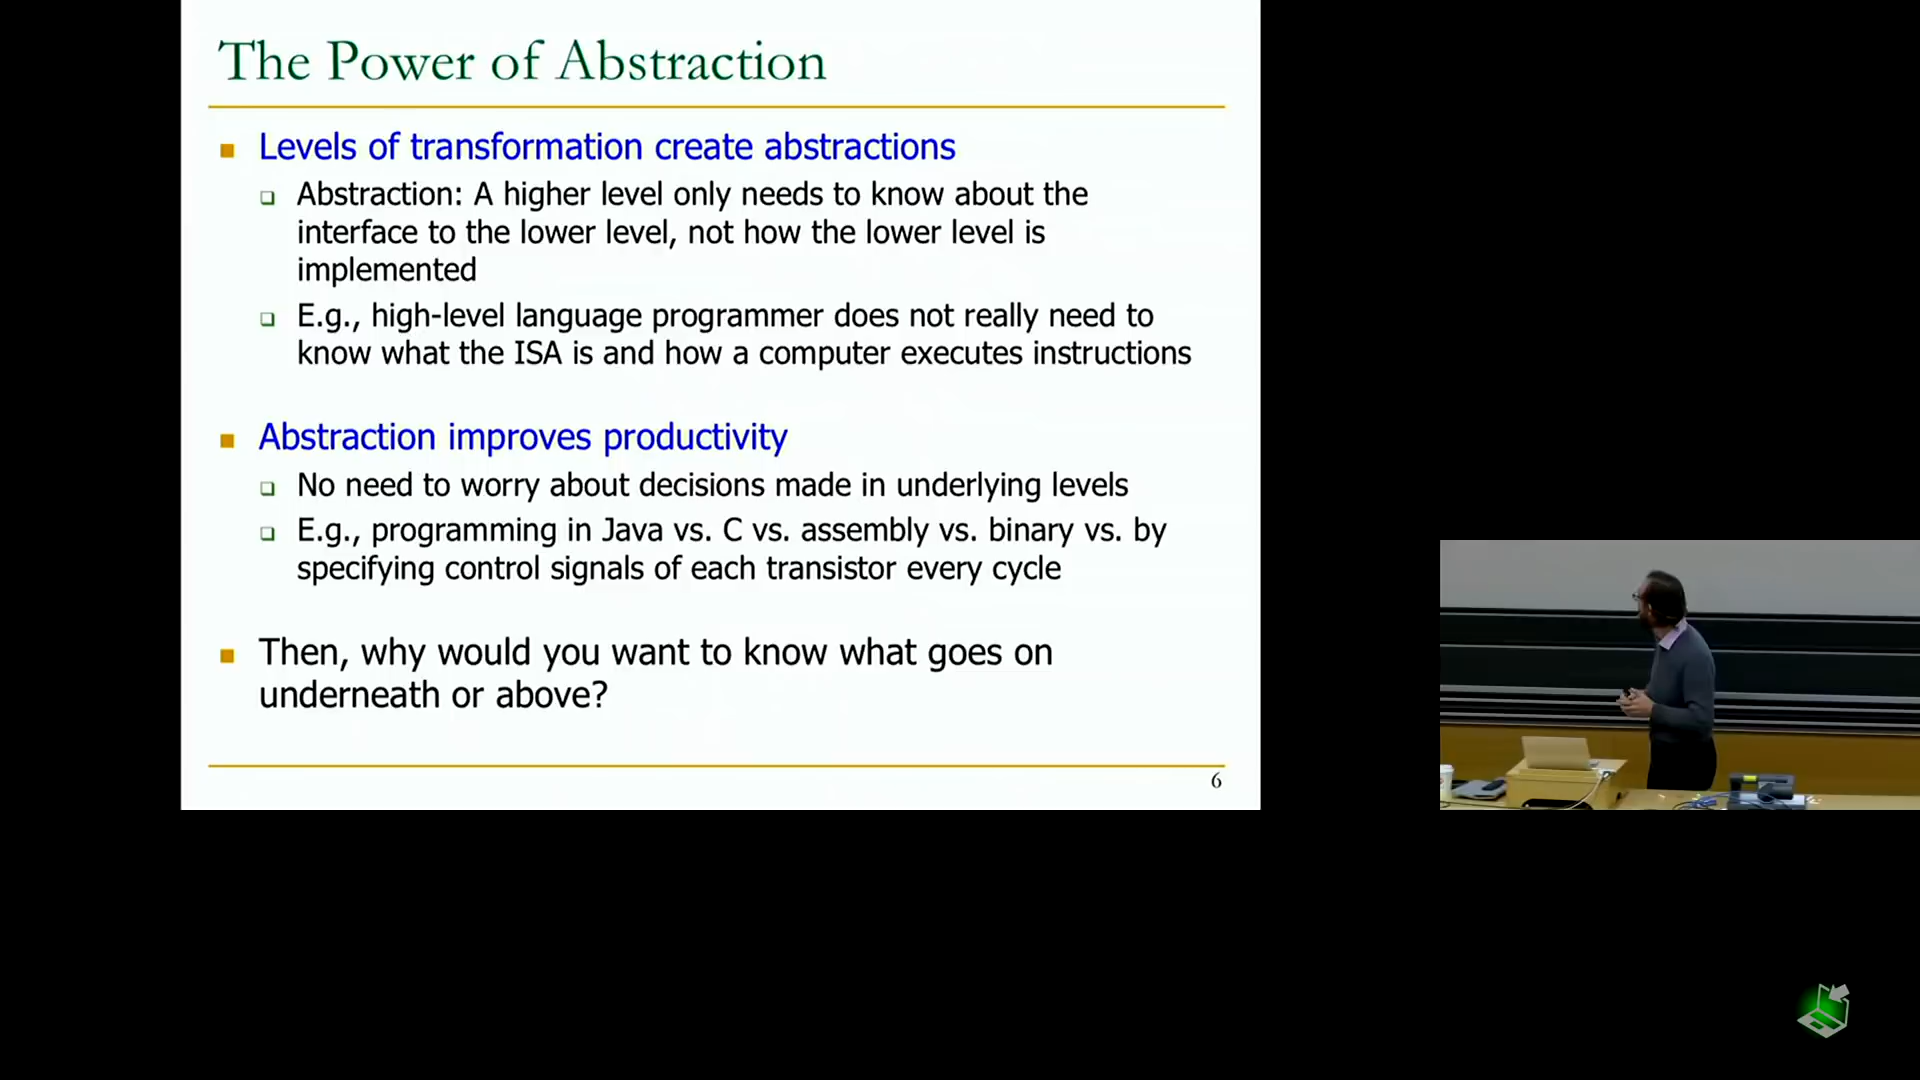 The Power of Abstraction
Levels of transformation create abstractions
Abstraction: A higher level only needs to know about the
interface to the lower level, not how the lower level is
implemented
E.g., high-level language programmer does not really need to
know what the ISA is and how a computer executes instructions
Abstraction improves productivity
No need to worry about decisions made in underlying levels
E.g., programming in Java vs. C vs. assembly vs. binary vs. by
specifying control signals of each transistor every cycle
Then, why would you want to know what goes on
underneath or above?
6